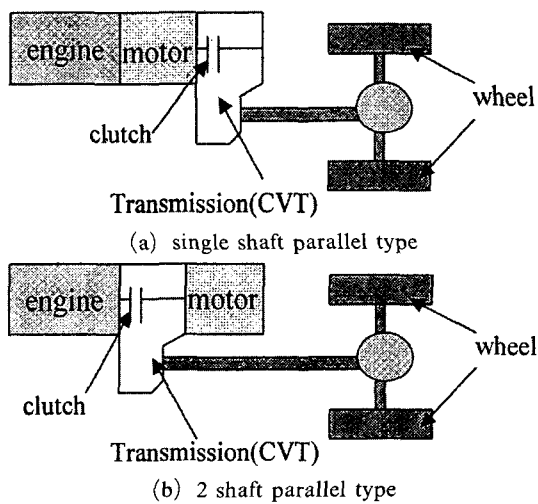 engine motor
clutch
wheel
Transmission(CVT)
(a) single shaft parallel type
engine motor
clutch
wheel
Transmission(CVT)
(b) 2 shaft parallel type